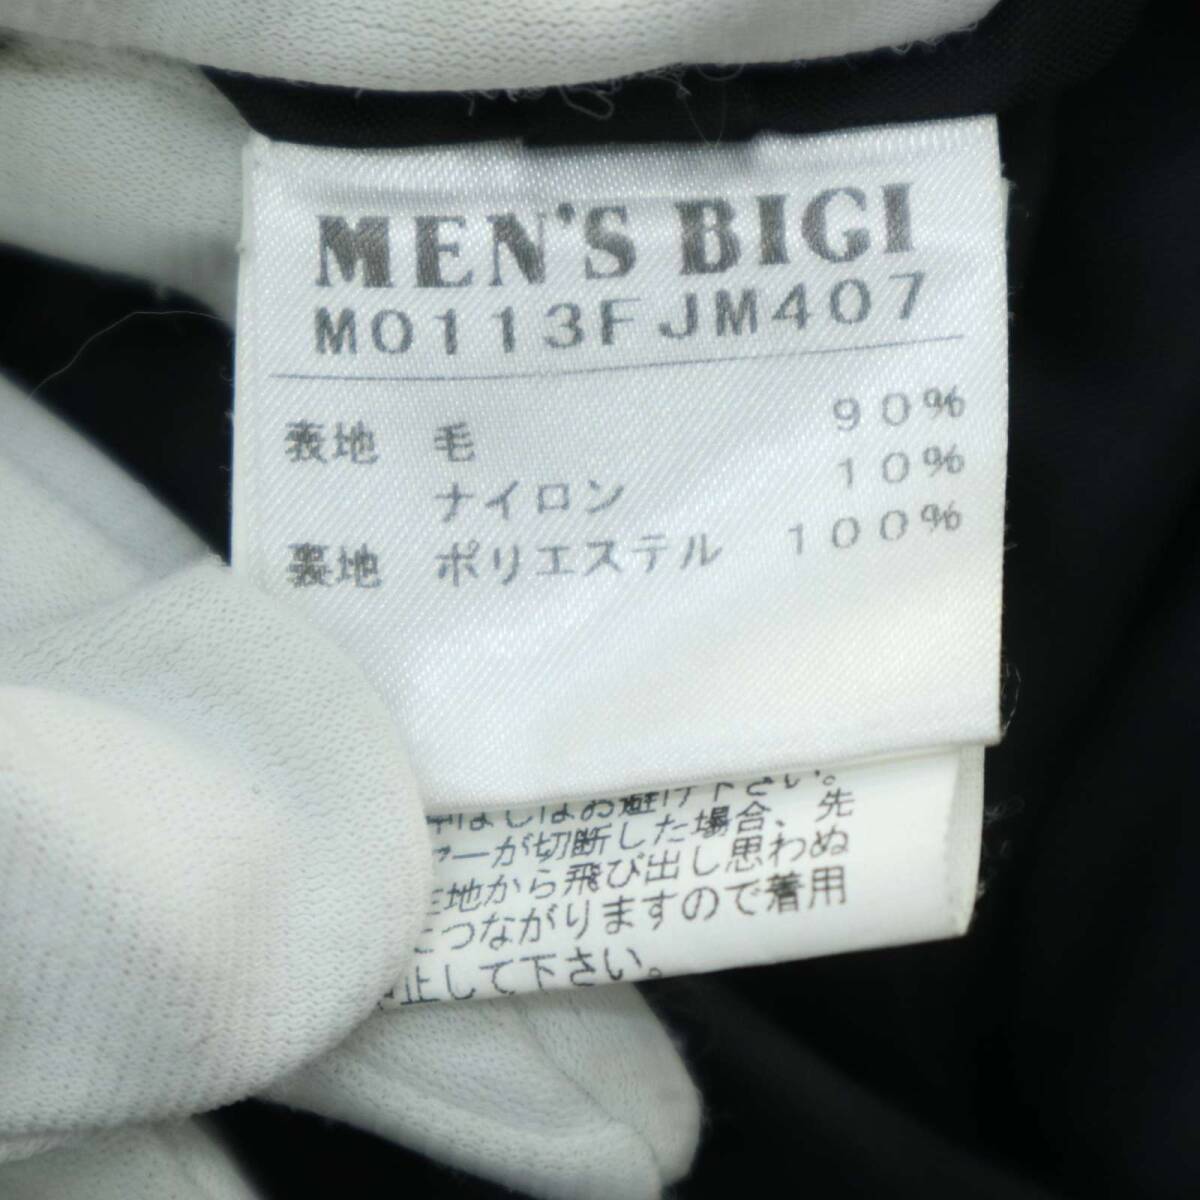 MEN'S BIGI
M0113FJM407
表地 毛 90%
ナイロン 10%
裏地 ポリエステル 100%
はお避け下さい。
ァーが切断した場合、先
生地から飛び出し思わぬ
につながりますので着用
止して下さい。